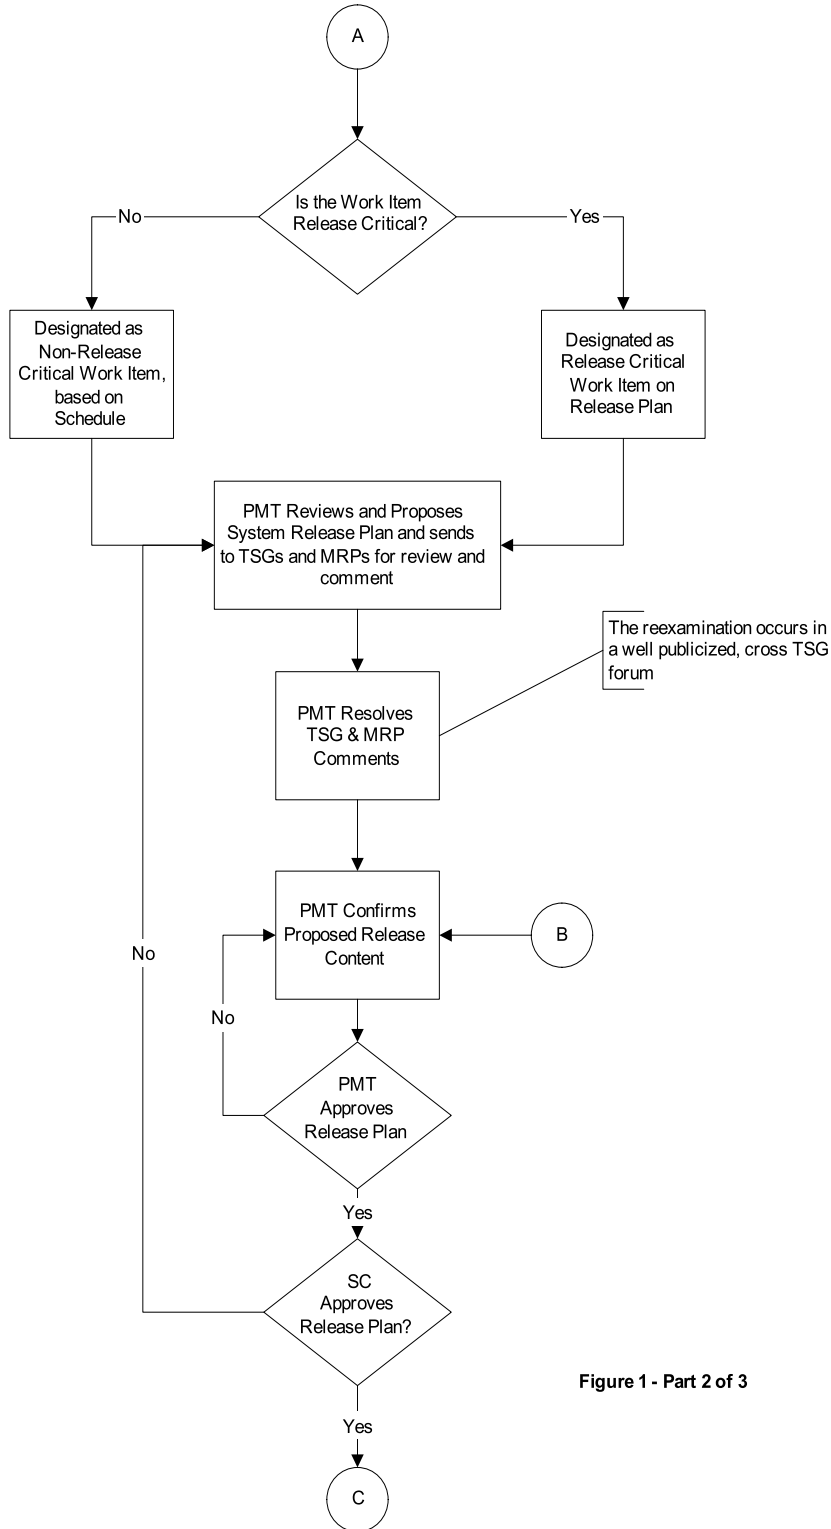 A
Is the Work Item
Release Critical?
No
Yes
Designated as
Non-Release
Critical Work Item,
based on
Schedule
Designated as
Release Critical
Work Item on
Release Plan
PMT Reviews and Proposes
System Release Plan and sends
to TSGs and MRPs for review and
comment
The reexamination occurs in
a well publicized, cross TSG
forum
PMT Resolves
TSG & MRP
Comments
PMT Confirms
Proposed Release
Content
B
No
No
PMT
Approves
Release Plan
Yes
SC
Approves
Release Plan?
Figure 1 - Part 2 of 3
Yes
C